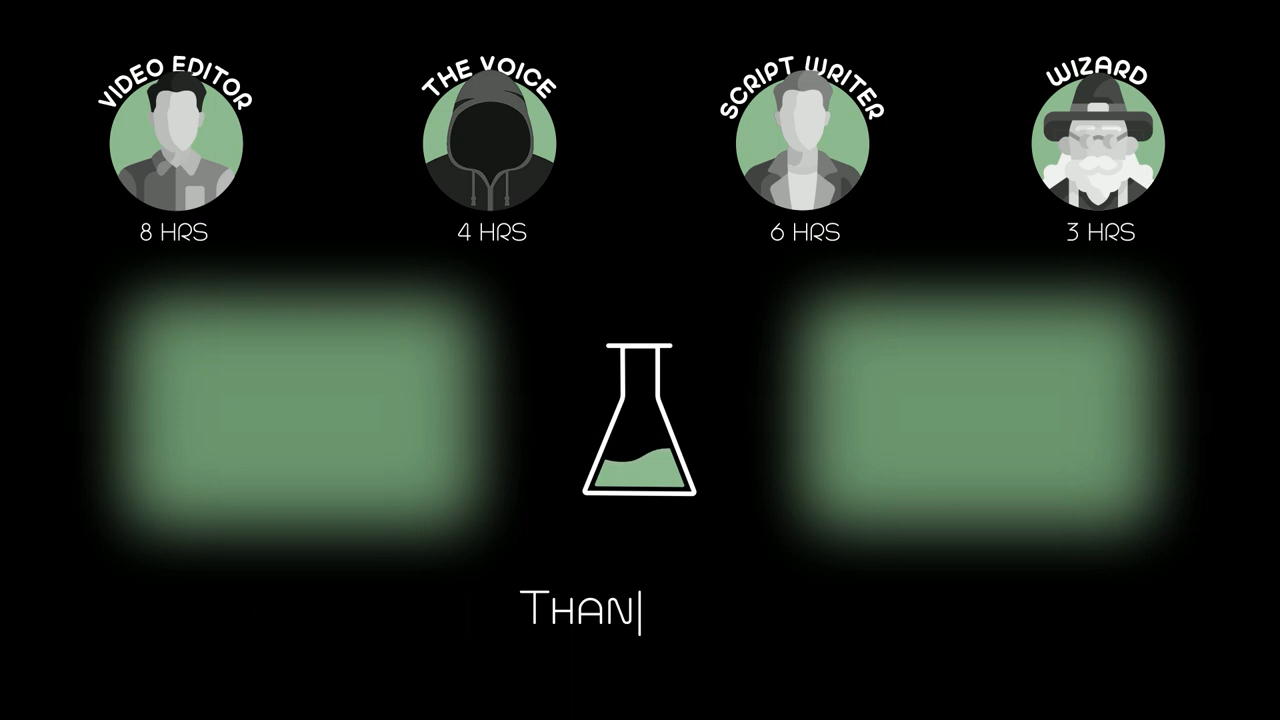 VIDEO EDITOR
THE VOICE
SCRIPT WRITER
WIZARD
8 HRS
4 HRS
6 HRS
3 HRS
THAN